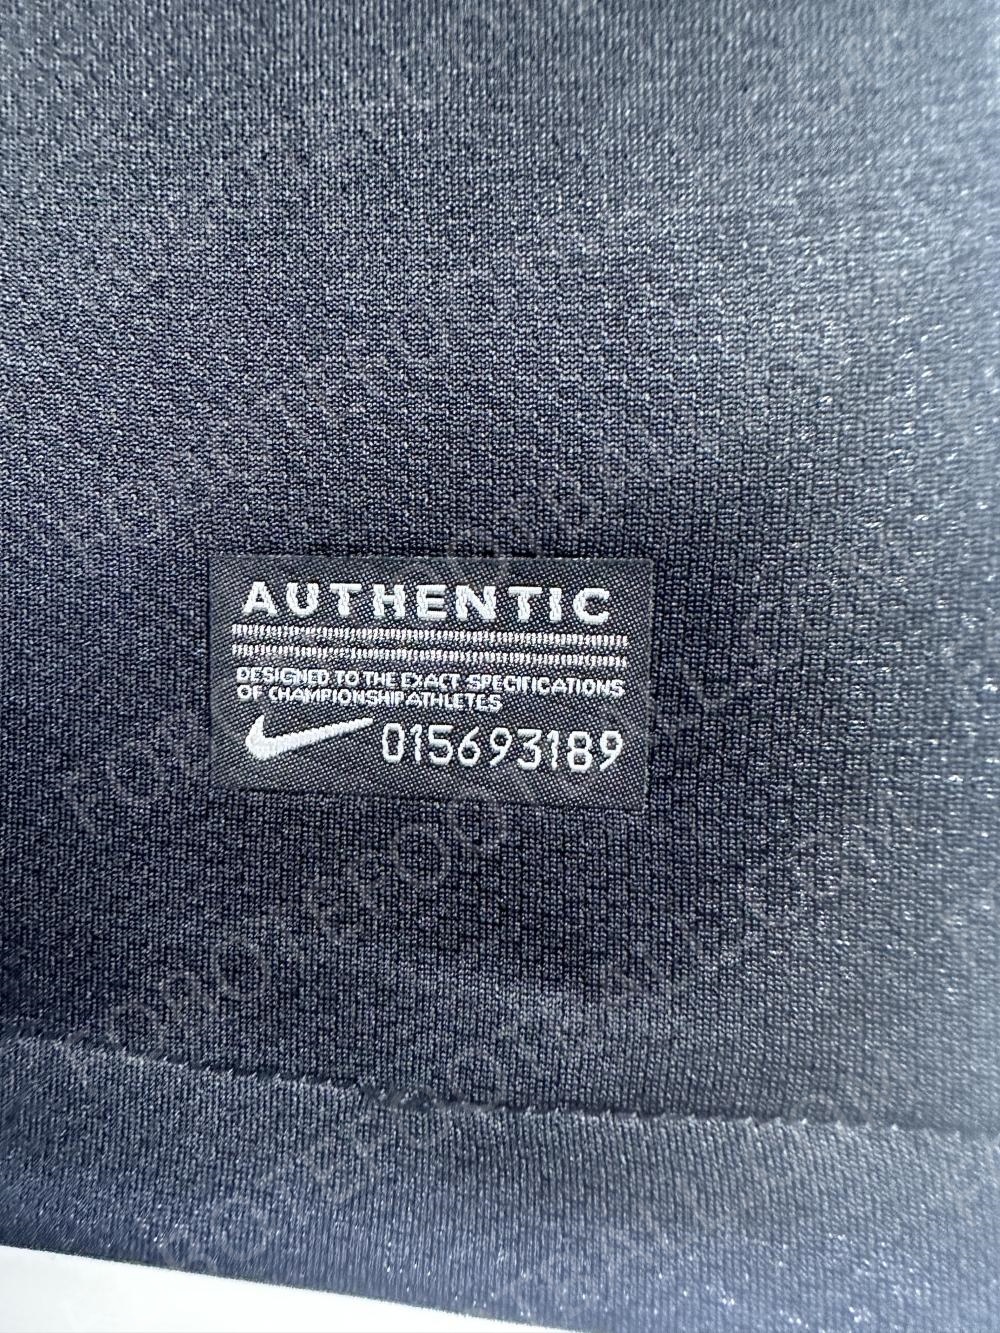 AUTHENTIC
DESIGNED TO THE EXACT SPECIFICATIONS
OF CHAMPIONSHIP ATHLETES
015693189